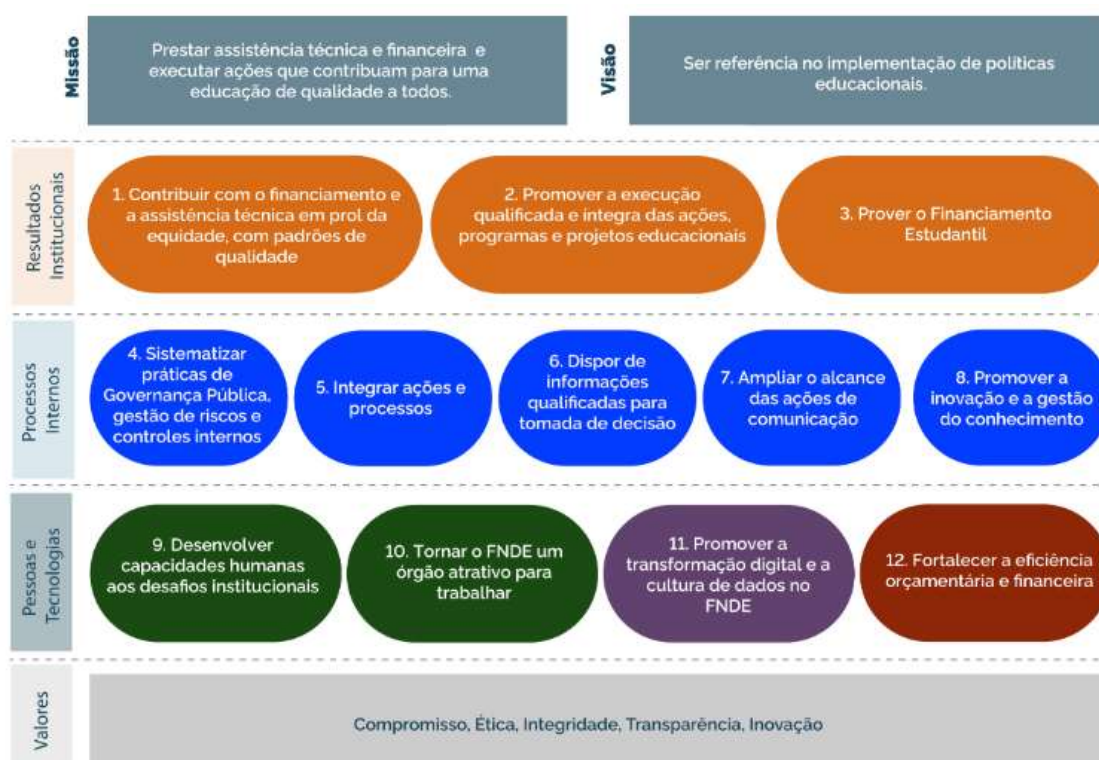 Missão
Prestar assistência técnica e financeira e
executar ações que contribuam para uma
educação de qualidade a todos.
Visão
Ser referência no implementação de políticas
educacionais.
Resultados
Institucionais
1. Contribuir com o financiamento e
a assistência técnica em prol da
equidade, com padrões de
qualidade
2. Promover a execução
qualificada e integra das ações,
programas e projetos educacionais
3. Prover o Financiamento
Estudantil
Processos
Internos
4. Sistematizar
práticas de
Governança Pública,
gestão de riscos e
controles internos
5. Integrar ações e
processos
6. Dispor de
informações
qualificadas para
tomada de decisão
7. Ampliar o alcance
das ações de
comunicação
8. Promover a
inovação e a gestão
do conhecimento
Pessoas e
Tecnologias
9. Desenvolver
capacidades humanas
aos desafios institucionais
10. Tornar o FNDE um
órgão atrativo para
trabalhar
11. Promover a
transformação digital e a
cultura de dados no
FNDE
12. Fortalecer a eficiência
orçamentária e financeira
Valores
Compromisso, Ética, Integridade, Transparência, Inovação